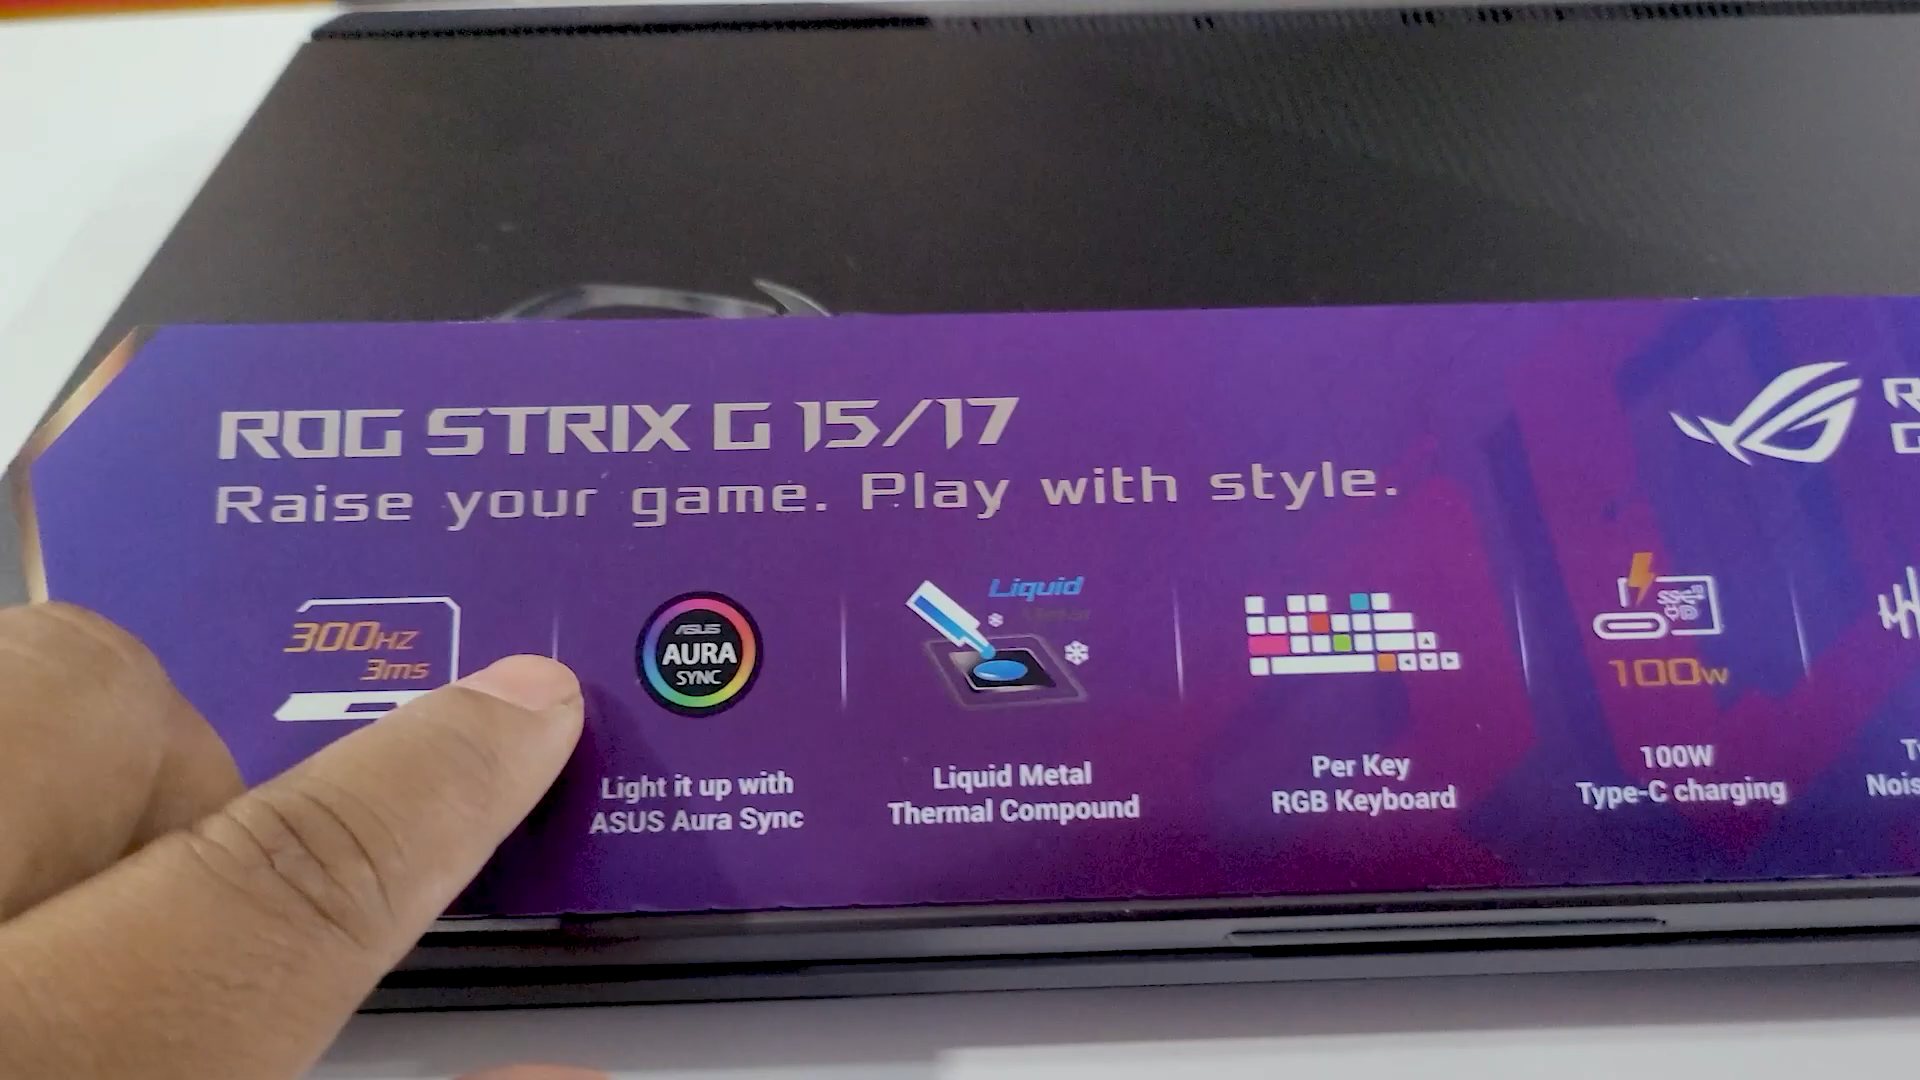 ROG STRIX G 15/17
Raise your game. Play with style.
300HZ
3ms
ASUS
AURA
SYNC
Light it up with
ASUS Aura Sync
Liquid
Liquid Metal
Thermal Compound
Per Key
RGB Keyboard
100W
100W
Type-C charging